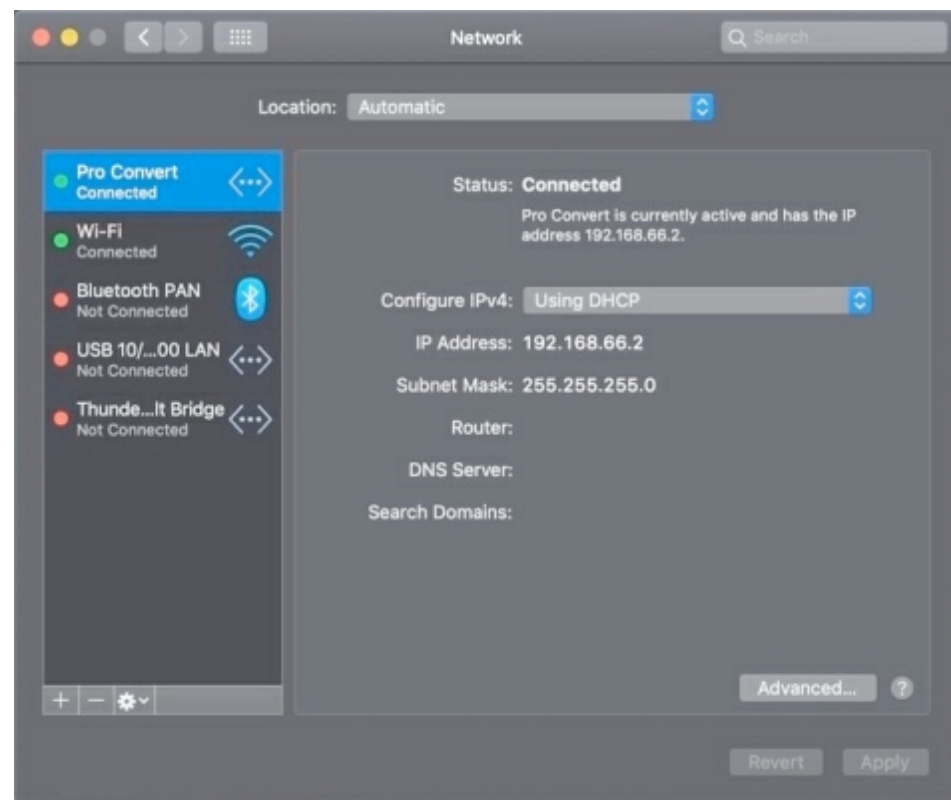 Network
Search
Location: Automatic
Pro Convert
Connected
Wi-Fi
Connected
Bluetooth PAN
Not Connected
USB 10/...00 LAN
Not Connected
Thunde...lt Bridge
Not Connected
+ −
Status: Connected
Pro Convert is currently active and has the IP
address 192.168.66.2.
Configure IPv4: Using DHCP
IP Address: 192.168.66.2
Subnet Mask: 255.255.255.0
Router:
DNS Server:
Search Domains:
Advanced... ?
Revert Apply